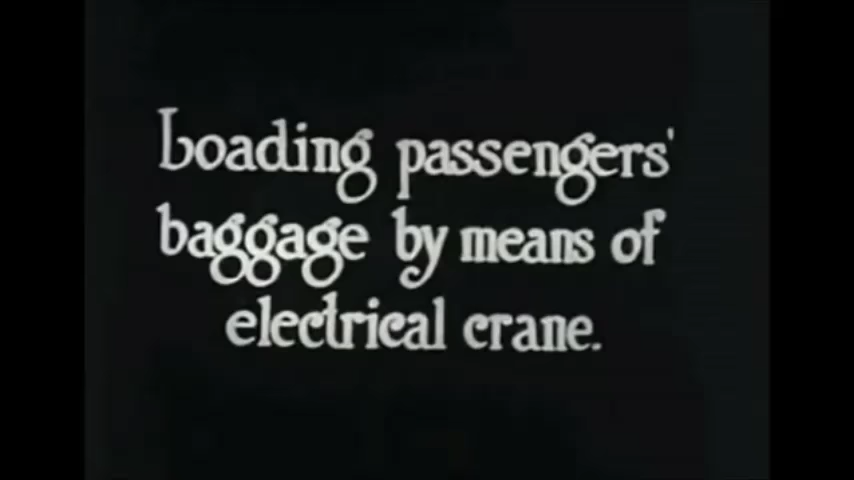 Loading passengers'
baggage by means of
electrical crane.